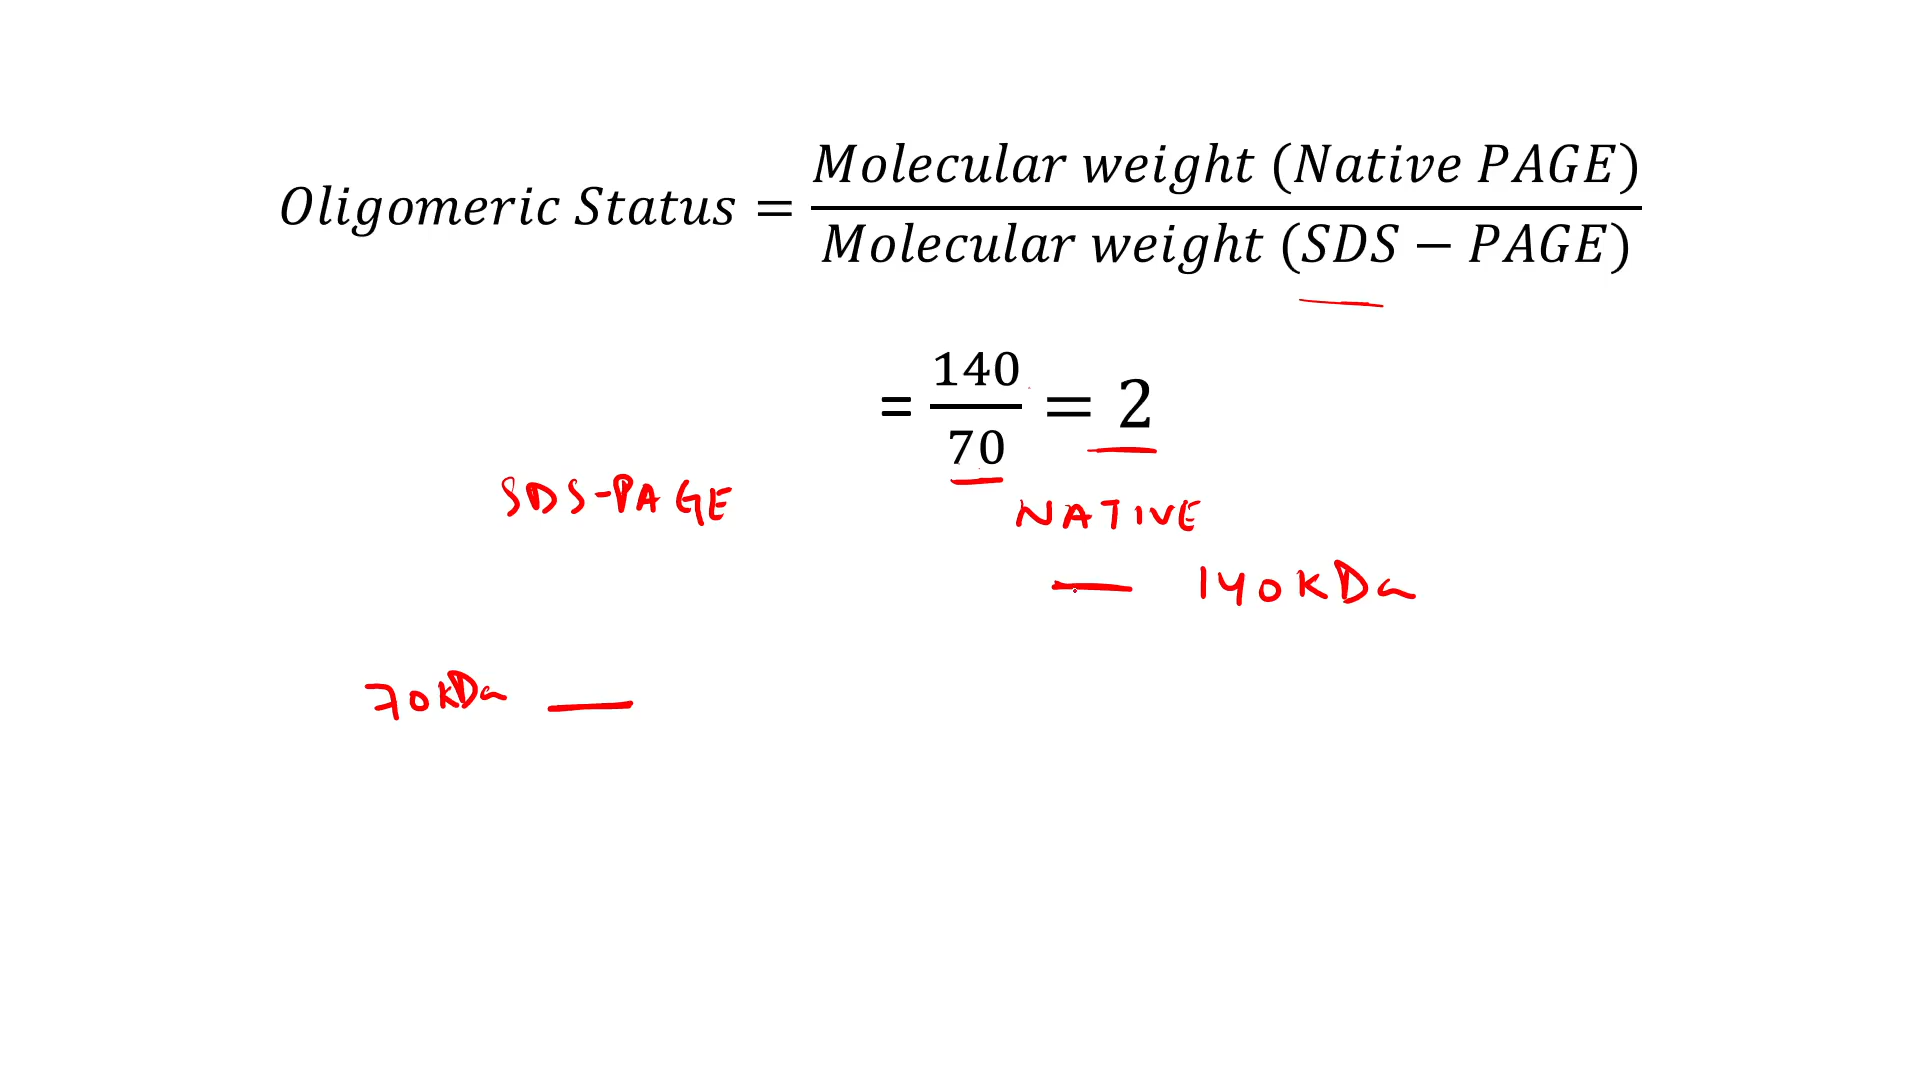 Oligomeric Status = Molecular weight (Native PAGE) / Molecular weight (SDS − PAGE)
= 140 / 70 = 2
SDS-PAGE
NATIVE
140KDa
70KDa